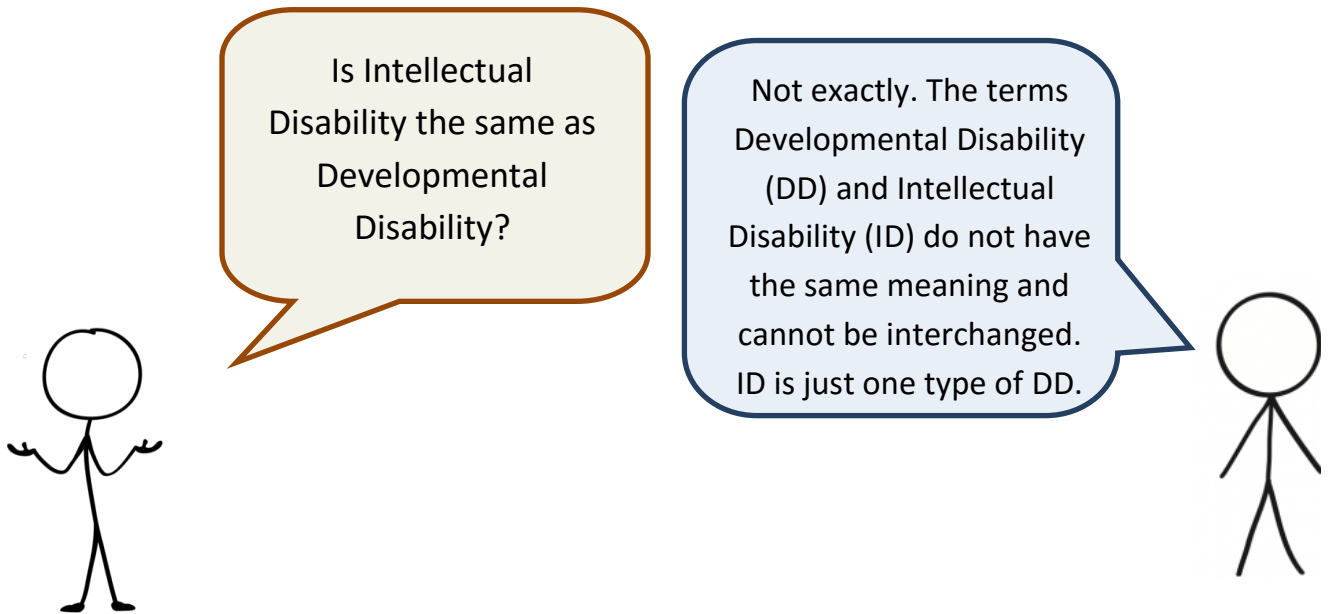 Is Intellectual
Disability the same as
Developmental
Disability?
Not exactly. The terms
Developmental Disability
(DD) and Intellectual
Disability (ID) do not have
the same meaning and
cannot be interchanged.
ID is just one type of DD.